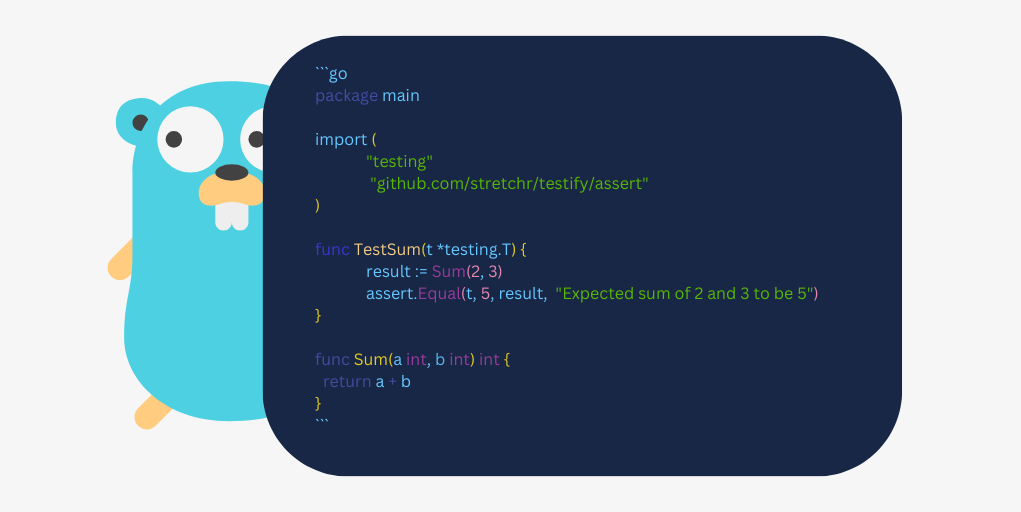 ```go
package main

import (
"testing"
"github.com/stretchr/testify/assert"
)

func TestSum(t *testing.T) {
result := Sum(2, 3)
assert.Equal(t, 5, result,  "Expected sum of 2 and 3 to be 5")
}

func Sum(a int, b int) int {
return a + b
}
```